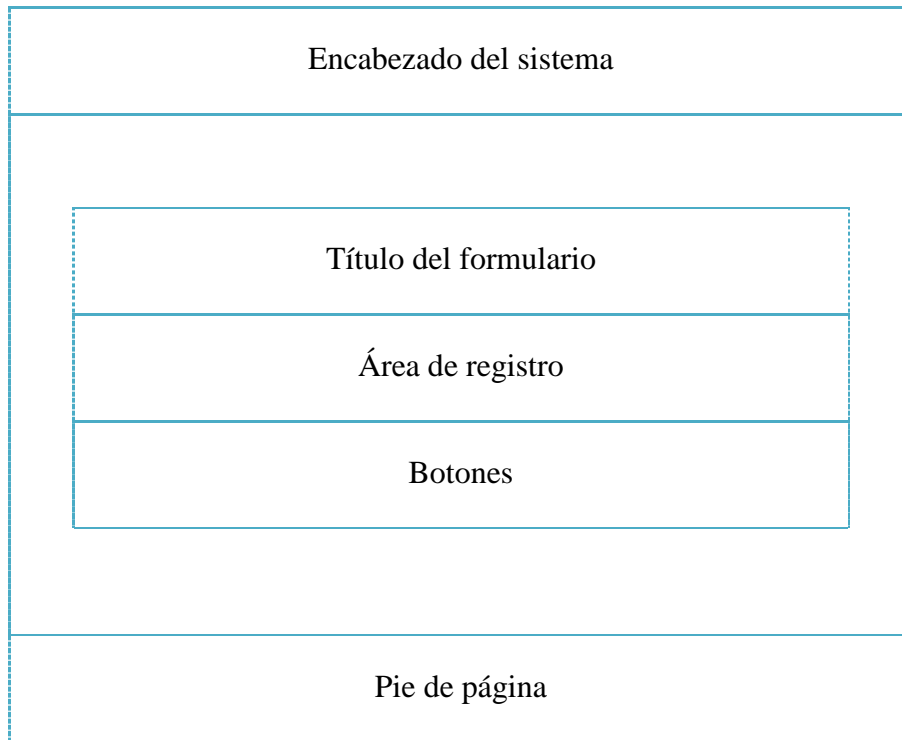 Encabezado del sistema
Título del formulario
Área de registro
Botones
Pie de página